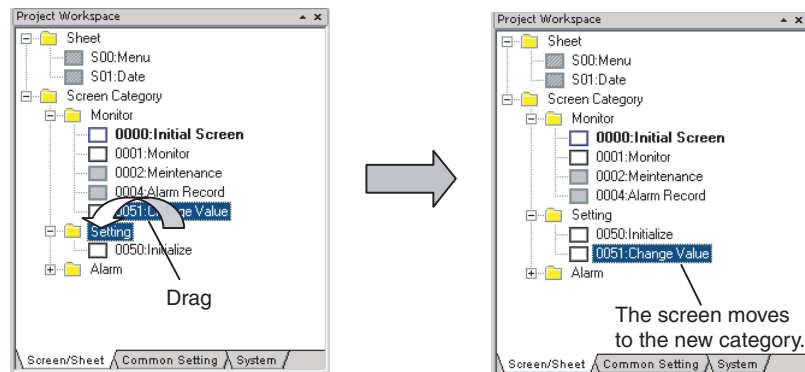 Project Workspace
Sheet
S00:Menu
S01:Date
Screen Category
Monitor
0000:Initial Screen
0001:Monitor
0002:Meintenance
0004:Alarm Record
0051:Change Value
Setting
0050:Initialize
Alarm
Drag
Screen/Sheet
Common Setting
System
Project Workspace
Sheet
S00:Menu
S01:Date
Screen Category
Monitor
0000:Initial Screen
0001:Monitor
0002:Meintenance
0004:Alarm Record
Setting
0050:Initialize
0051:Change Value
Alarm
The screen moves
to the new category.
Screen/Sheet
Common Setting
System